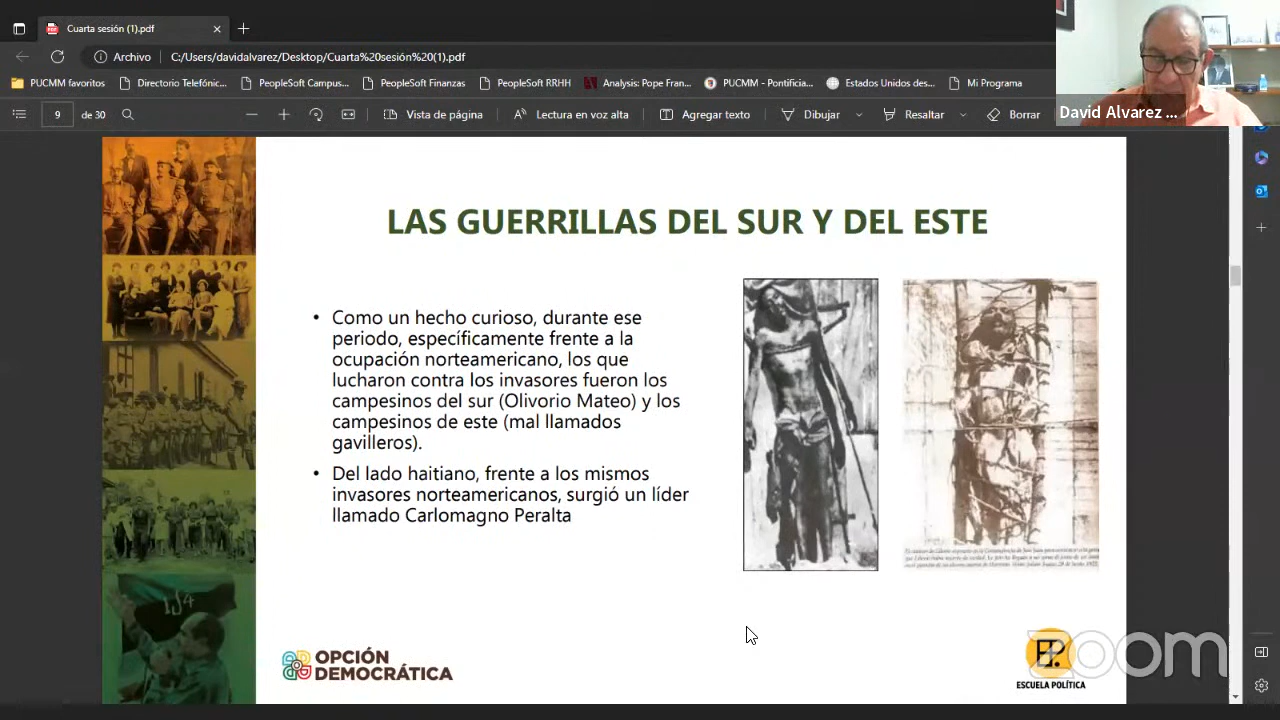 Cuarta sesión (1).pdf
Archivo
C:/Users/davidalvarez/Desktop/Cuarta%20sesión%20(1).pdf
PUCMM favoritos
Directorio Telefónic...
PeopleSoft Campus...
PeopleSoft Finanzas
PeopleSoft RRHH
Analysis: Pope Fran...
PUCMM - Pontificia...
Estados Unidos des...
Mi Programa
9
de 30
Vista de página
Lectura en voz alta
Agregar texto
Dibujar
Resaltar
Borrar
David Alvarez ...
LAS GUERRILLAS DEL SUR Y DEL ESTE
• Como un hecho curioso, durante ese
periodo, específicamente frente a la
ocupación norteamericano, los que
lucharon contra los invasores fueron los
campesinos del sur (Olivorio Mateo) y los
campesinos de este (mal llamados
gavilleros).
• Del lado haitiano, frente a los mismos
invasores norteamericanos, surgió un líder
llamado Carlomagno Peralta
1J4
OPCIÓN
DEMOCRÁTICA
EP.
ESCUELA POLÍTICA
zoom